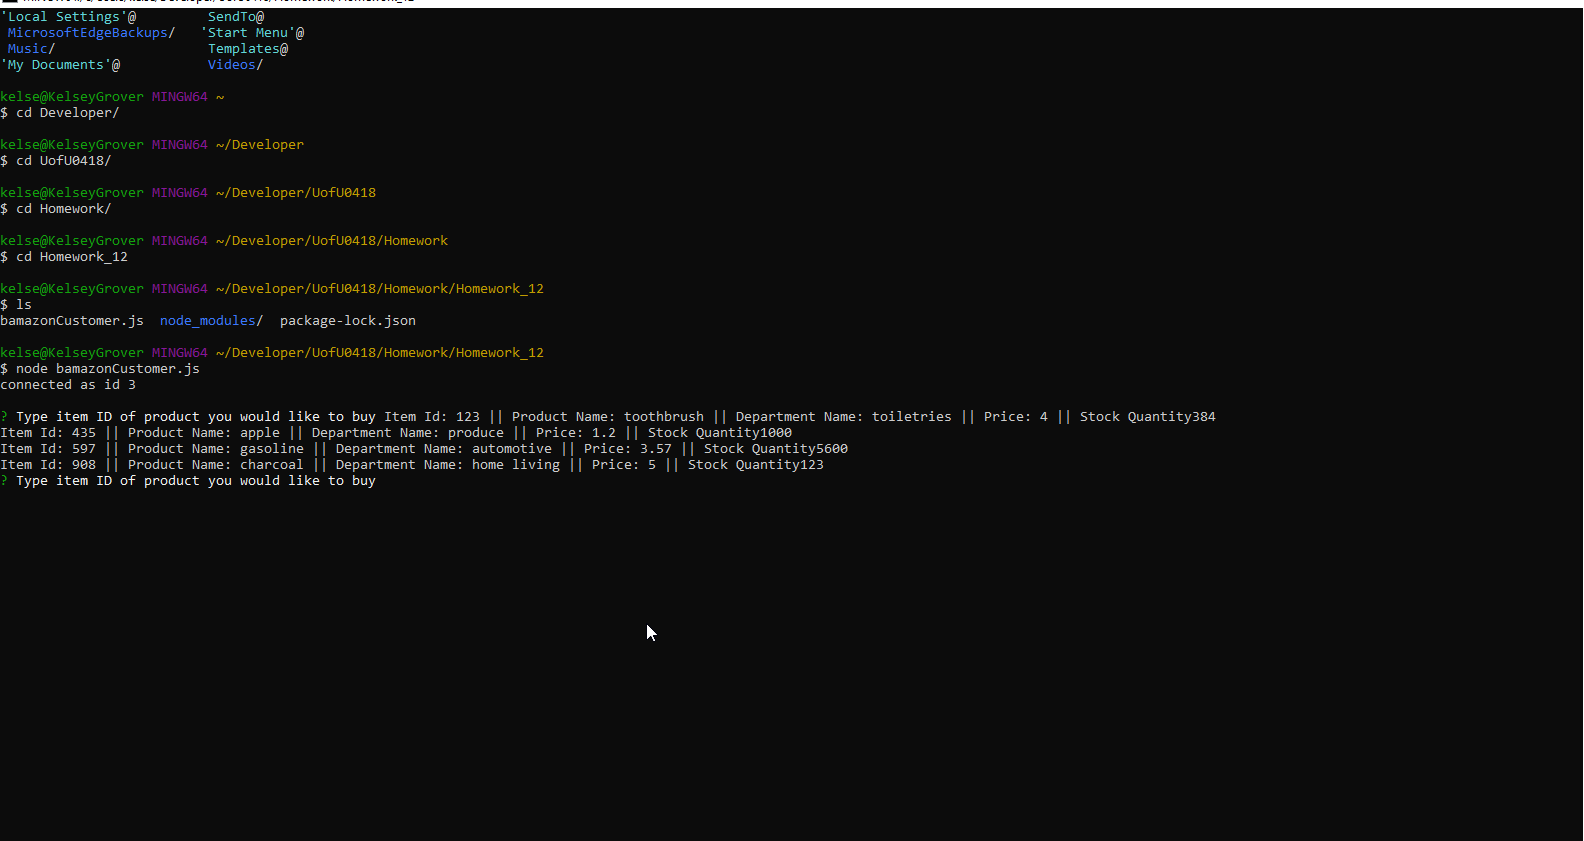 'Local Settings'@         SendTo@
 MicrosoftEdgeBackups/   'Start Menu'@
 Music/                   Templates@
'My Documents'@           Videos/
kelse@KelseyGrover MINGW64 ~
$ cd Developer/
kelse@KelseyGrover MINGW64 ~/Developer
$ cd UofU0418/
kelse@KelseyGrover MINGW64 ~/Developer/UofU0418
$ cd Homework/
kelse@KelseyGrover MINGW64 ~/Developer/UofU0418/Homework
$ cd Homework_12
kelse@KelseyGrover MINGW64 ~/Developer/UofU0418/Homework/Homework_12
$ ls
bamazonCustomer.js  node_modules/  package-lock.json
kelse@KelseyGrover MINGW64 ~/Developer/UofU0418/Homework/Homework_12
$ node bamazonCustomer.js
connected as id 3
? Type item ID of product you would like to buy Item Id: 123 || Product Name: toothbrush || Department Name: toiletries || Price: 4 || Stock Quantity384
Item Id: 435 || Product Name: apple || Department Name: produce || Price: 1.2 || Stock Quantity1000
Item Id: 597 || Product Name: gasoline || Department Name: automotive || Price: 3.57 || Stock Quantity5600
Item Id: 908 || Product Name: charcoal || Department Name: home living || Price: 5 || Stock Quantity123
? Type item ID of product you would like to buy